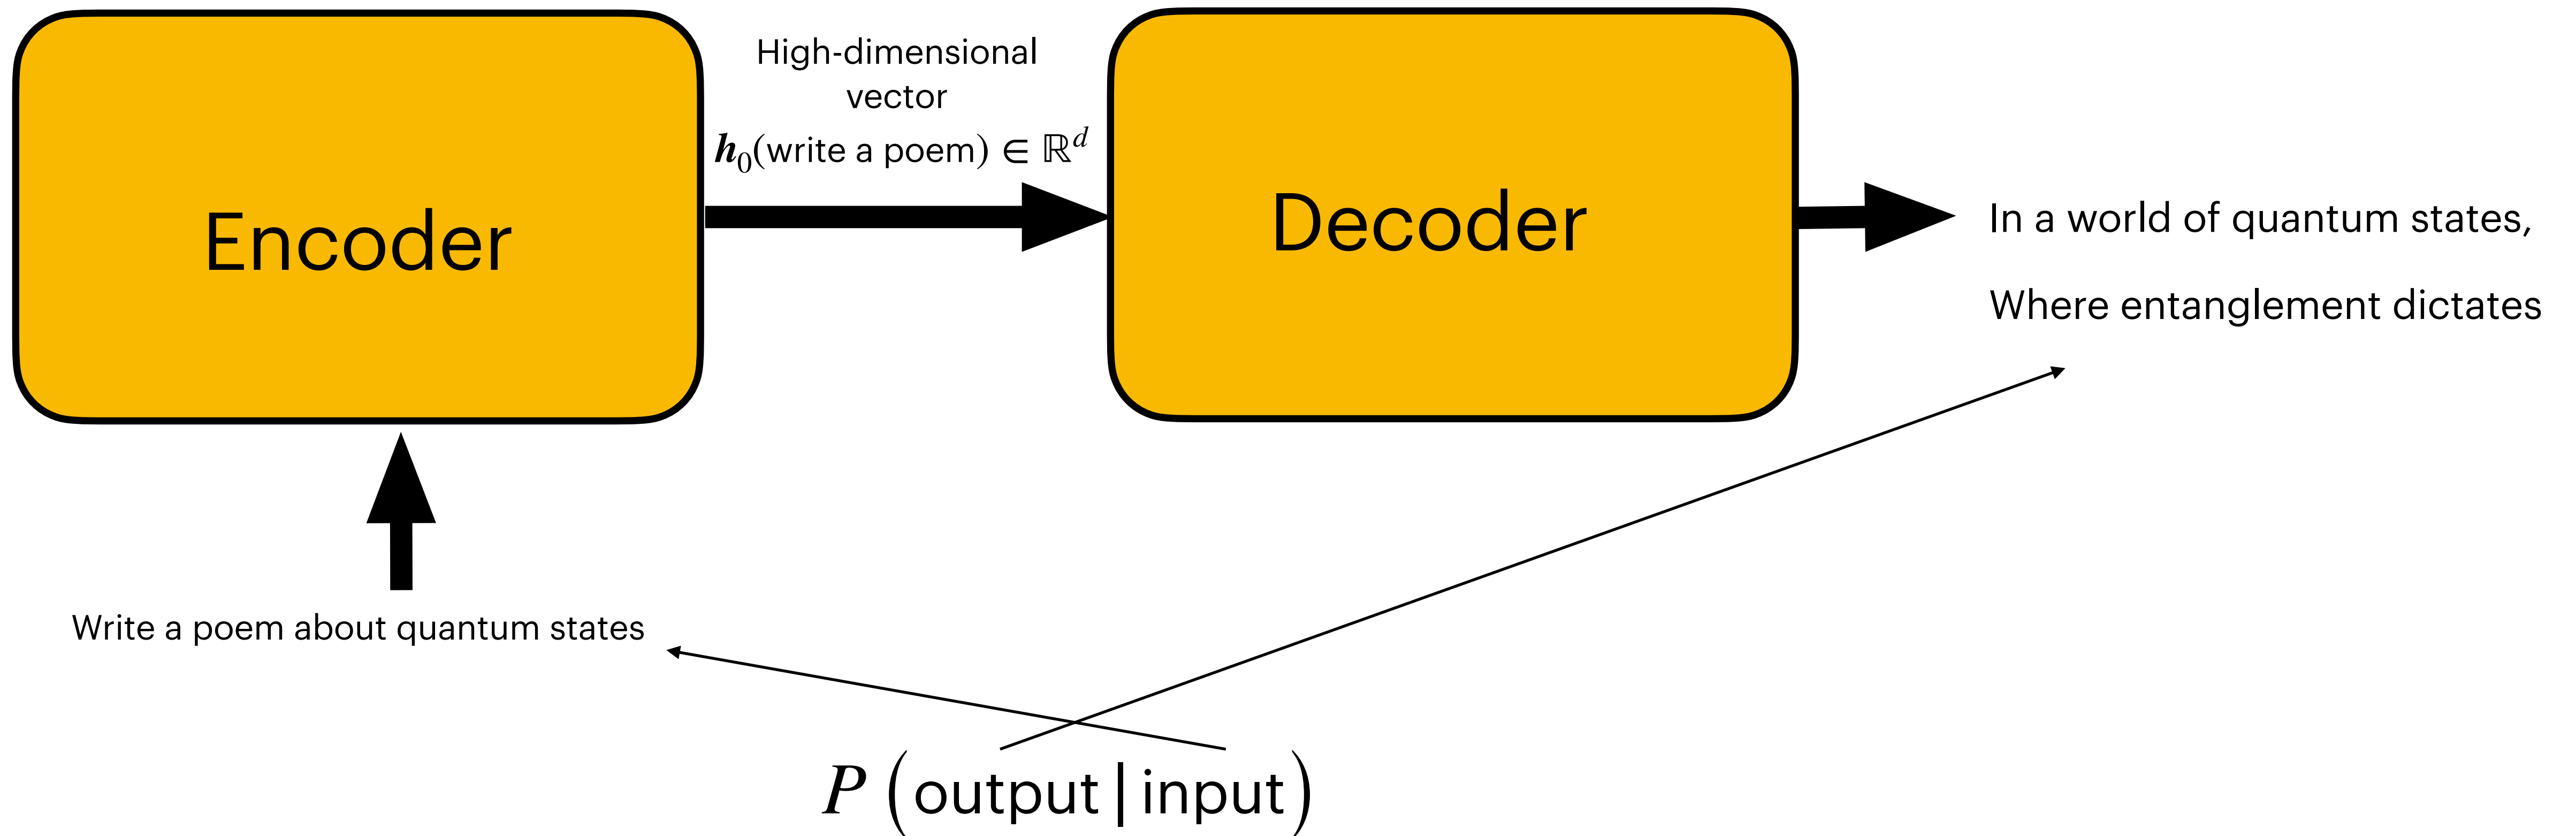 High-dimensional
vector
h₀(write a poem) ∈ ℝᵈ
Encoder
Decoder
In a world of quantum states,
Where entanglement dictates
Write a poem about quantum states
P (output | input)